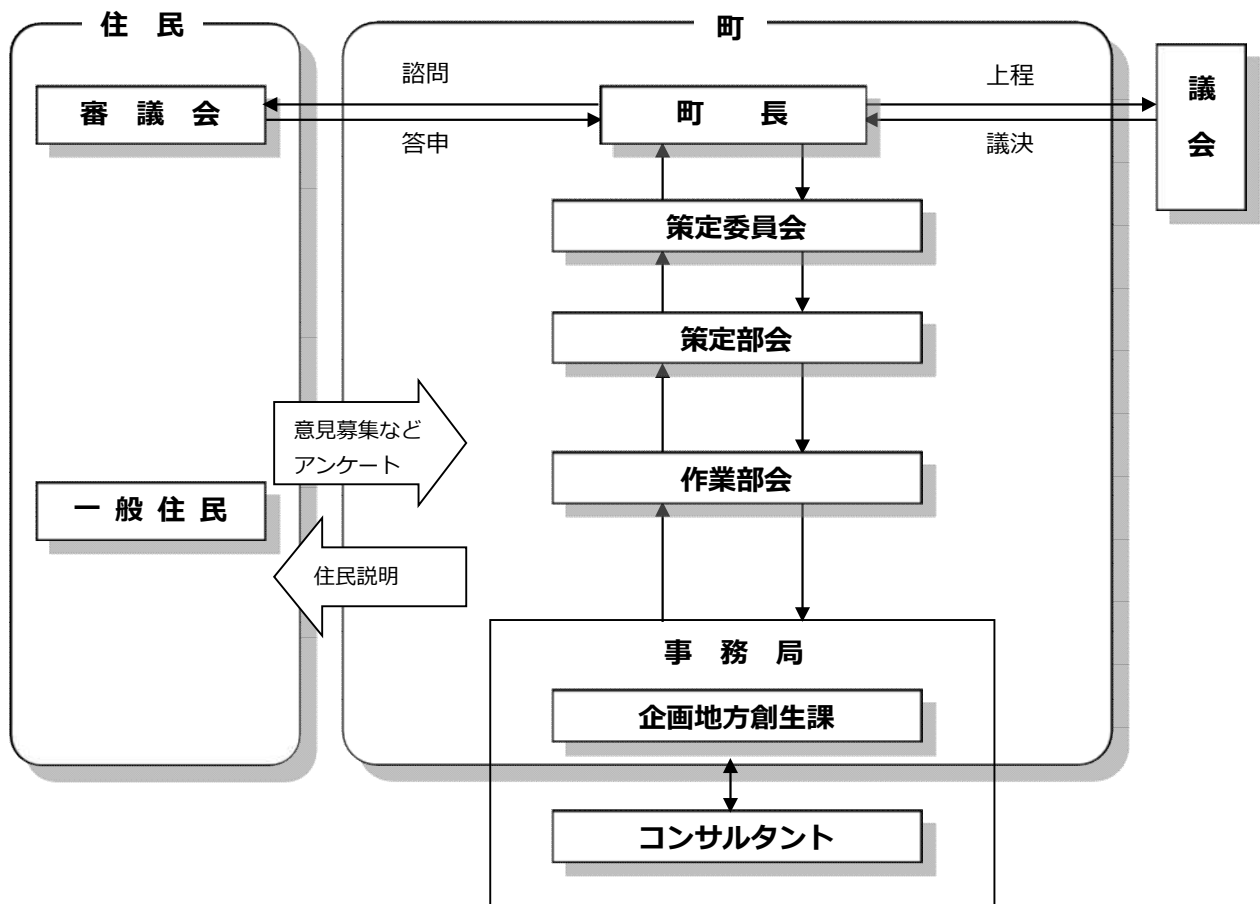 住 民
町
審 議 会
諮問
答申
町 長
上程
議決
議会
策定委員会
策定部会
意見募集など
アンケート
作業部会
一 般 住 民
住民説明
事 務 局
企画地方創生課
コンサルタント